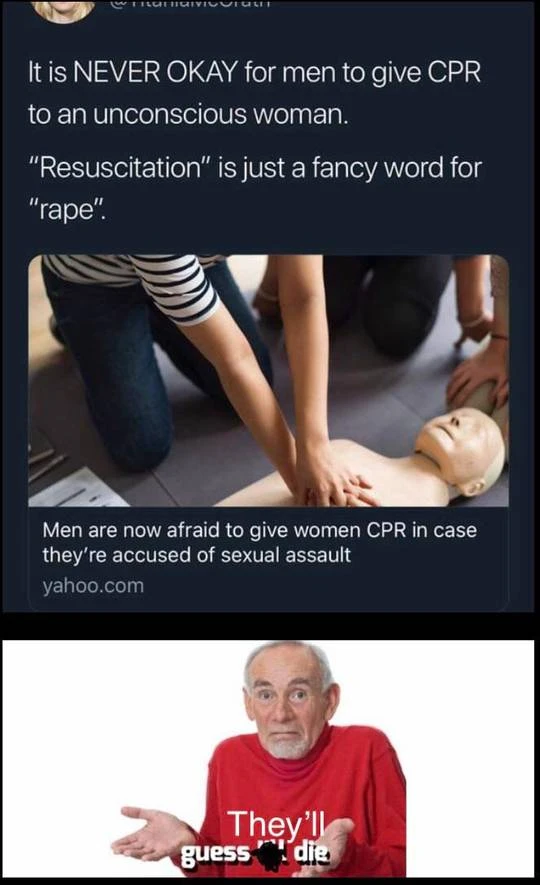 It is NEVER OKAY for men to give CPR
to an unconscious woman.
"Resuscitation" is just a fancy word for
"rape".
Men are now afraid to give women CPR in case
they're accused of sexual assault
yahoo.com
They'll
guess die